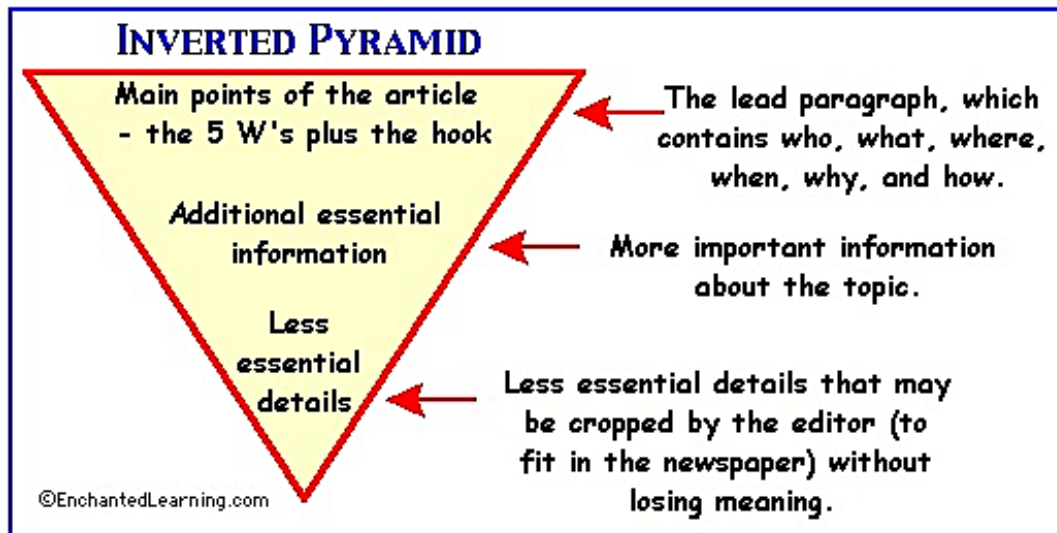 INVERTED PYRAMID
Main points of the article
- the 5 W's plus the hook
The lead paragraph, which
contains who, what, where,
when, why, and how.
Additional essential
information
More important information
about the topic.
Less
essential
details
Less essential details that may
be cropped by the editor (to
fit in the newspaper) without
losing meaning.
©EnchantedLearning.com